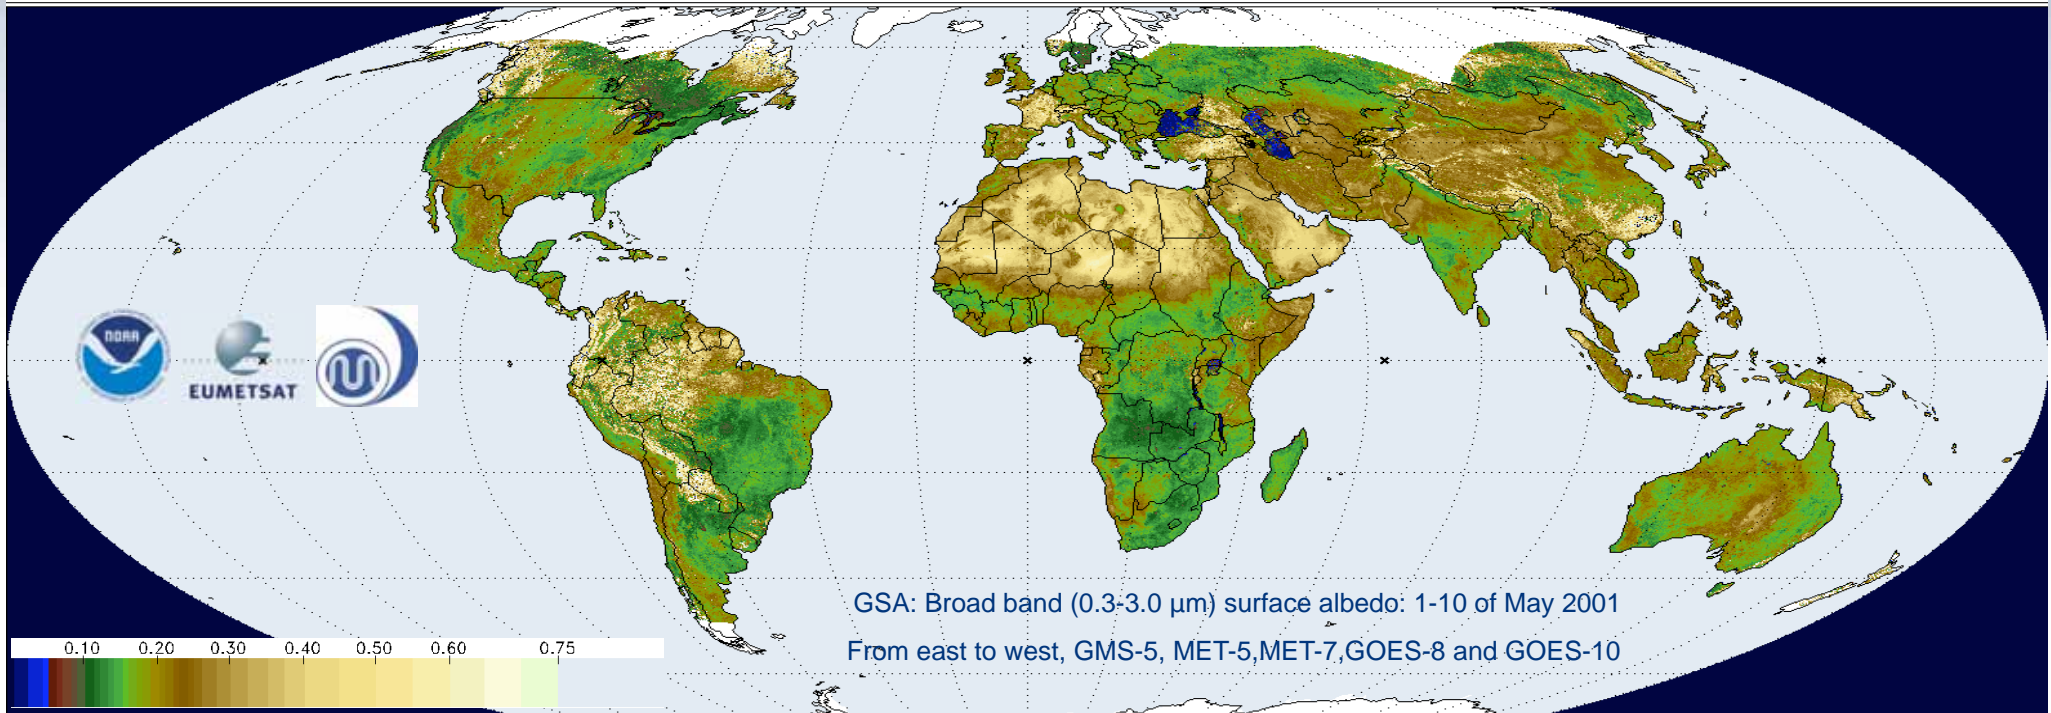 NOAA
EUMETSAT
GSA: Broad band (0.3-3.0 µm) surface albedo: 1-10 of May 2001
From east to west, GMS-5, MET-5,MET-7,GOES-8 and GOES-10
0.10 0.20 0.30 0.40 0.50 0.60 0.75